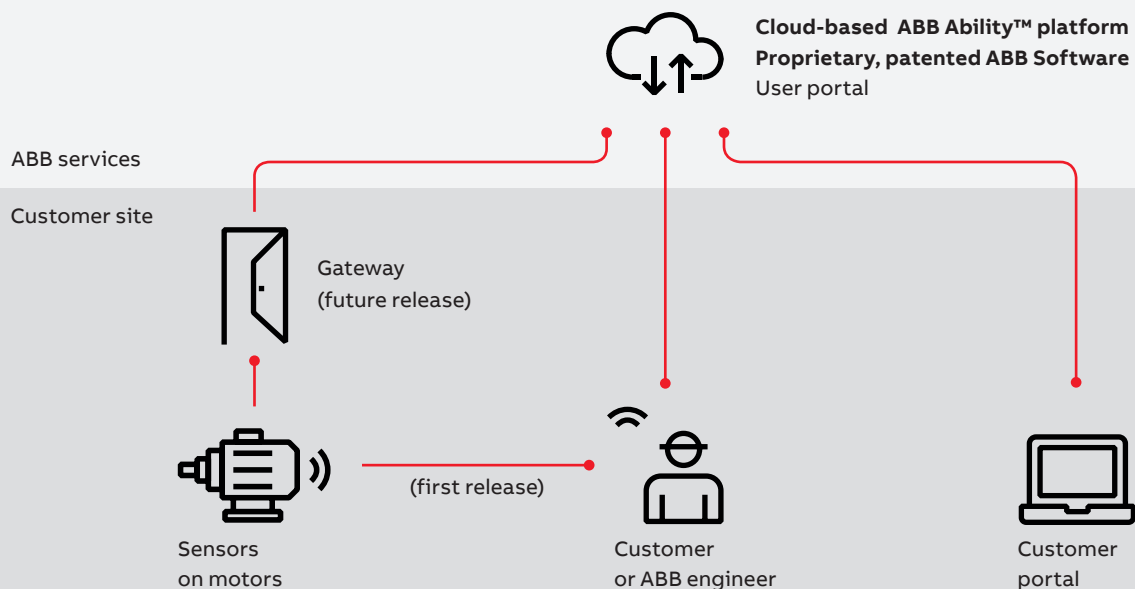 Cloud-based ABB Ability™ platform
Proprietary, patented ABB Software
User portal
ABB services
Customer site
Gateway
(future release)
(first release)
Sensors
on motors
Customer
or ABB engineer
Customer
portal